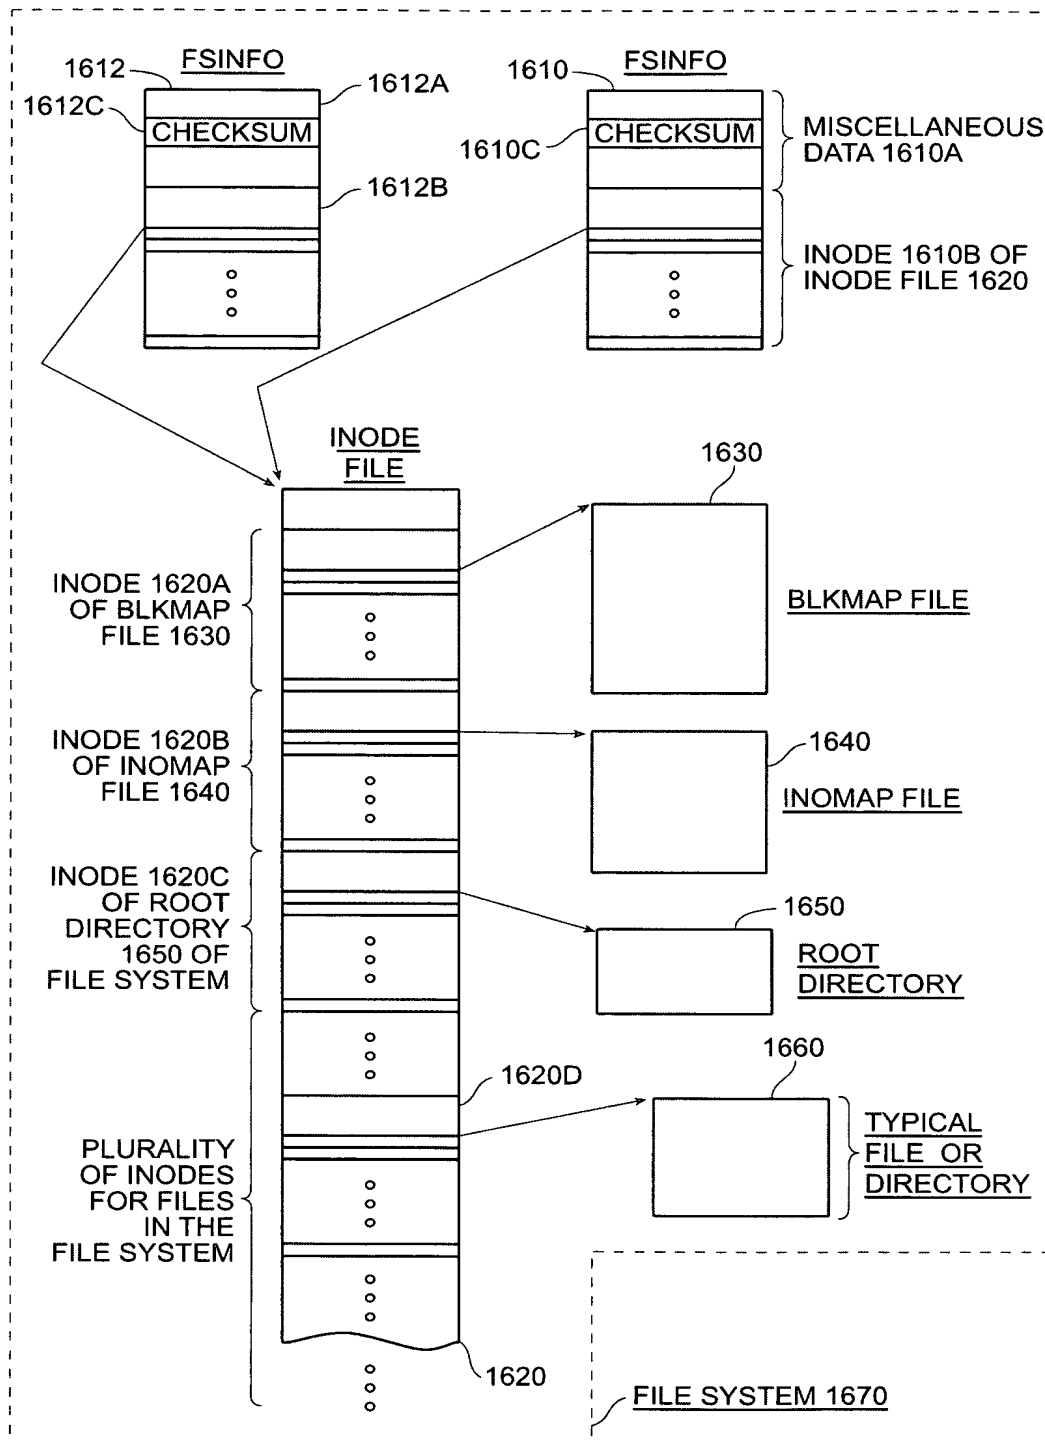 FSINFO
1612
1612A
1612C
CHECKSUM
1612B
FSINFO
1610
CHECKSUM
1610C
MISCELLANEOUS
DATA 1610A
INODE 1610B OF
INODE FILE 1620
INODE
FILE
1630
INODE 1620A
OF BLKMAP
FILE 1630
BLKMAP FILE
INODE 1620B
OF INOMAP
FILE 1640
1640
INOMAP FILE
INODE 1620C
OF ROOT
DIRECTORY
1650 OF
FILE SYSTEM
1650
ROOT
DIRECTORY
1620D
1660
TYPICAL
FILE OR
DIRECTORY
PLURALITY
OF INODES
FOR FILES
IN THE
FILE SYSTEM
1620
FILE SYSTEM 1670